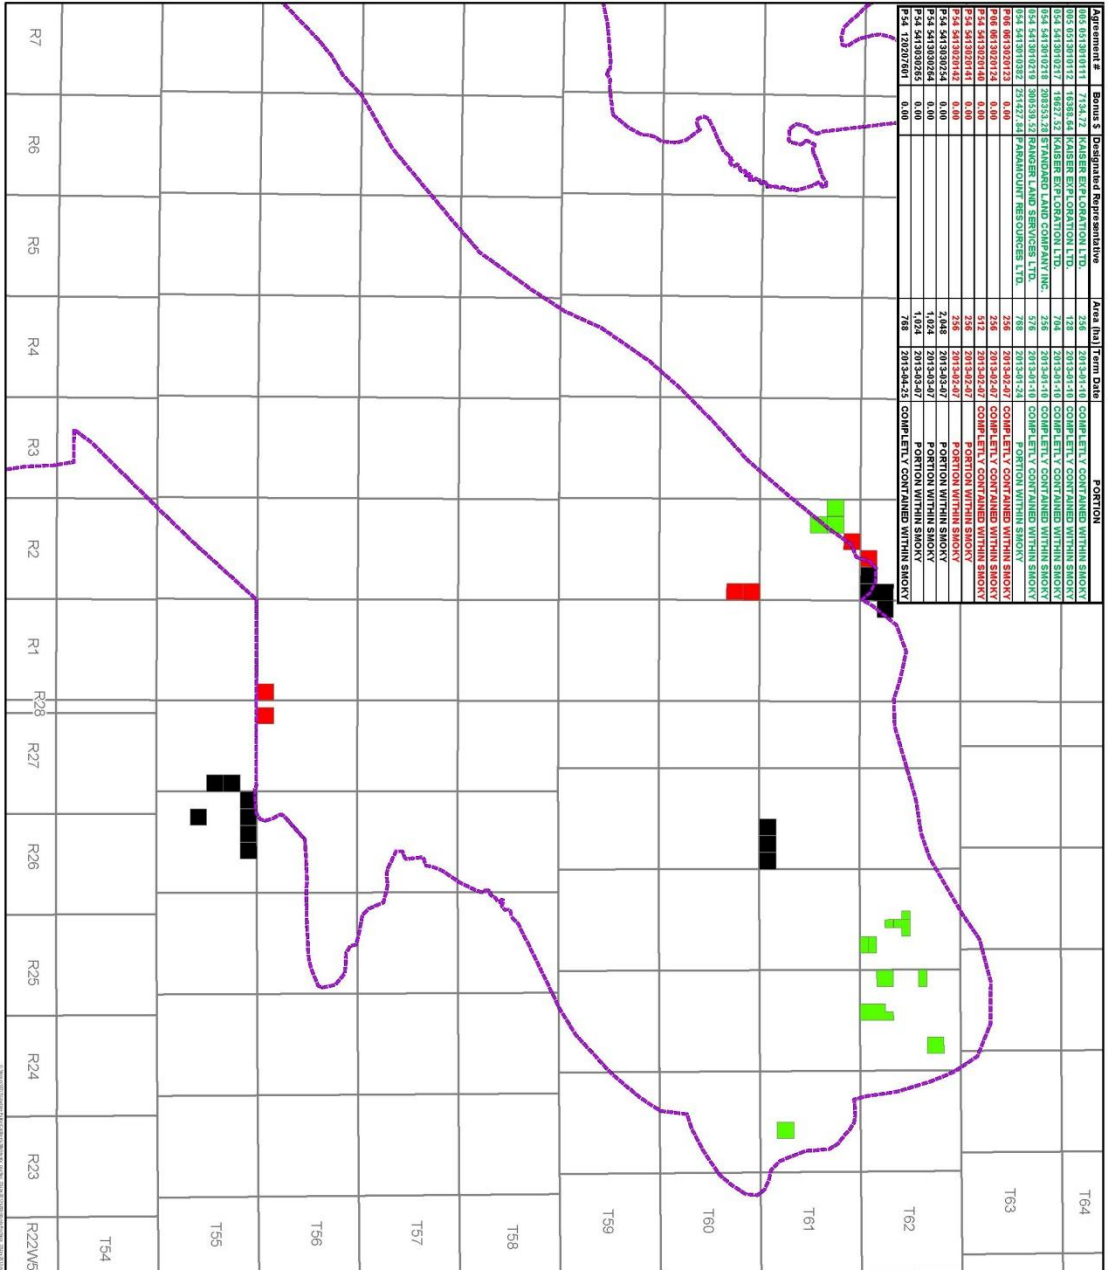 Agreement # Bonus $ Designated Representative Area (ha) Term Date PORTION
005 0513010111 7134.72 KAISER EXPLORATION LTD. 256 2013-01-10 COMPLETLY CONTAINED WITHIN SMOKY
005 0513010112 16368.64 KAISER EXPLORATION LTD. 128 2013-01-10 COMPLETLY CONTAINED WITHIN SMOKY
054 5413010217 19627.52 KAISER EXPLORATION LTD. 704 2013-01-10 COMPLETLY CONTAINED WITHIN SMOKY
054 5413010218 208353.28 STANDARD LAND COMPANY INC. 256 2013-01-10 COMPLETLY CONTAINED WITHIN SMOKY
054 5413010219 300539.52 RANGER LAND SERVICES LTD. 576 2013-01-10 COMPLETLY CONTAINED WITHIN SMOKY
054 5413010382 251427.84 PARAMOUNT RESOURCES LTD. 768 2013-01-24 PORTION WITHIN SMOKY
P06 0613020123 0.00 256 2013-02-07 COMPLETLY CONTAINED WITHIN SMOKY
P06 0613020124 0.00 256 2013-02-07 COMPLETLY CONTAINED WITHIN SMOKY
P54 5413020140 0.00 512 2013-02-07 COMPLETLY CONTAINED WITHIN SMOKY
P54 5413020141 0.00 256 2013-02-07 PORTION WITHIN SMOKY
P54 5413020142 0.00 256 2013-02-07 PORTION WITHIN SMOKY
P54 5413030254 0.00 2,048 2013-03-07 PORTION WITHIN SMOKY
P54 5413030264 0.00 1,024 2013-03-07 PORTION WITHIN SMOKY
P54 5413030265 0.00 1,024 2013-03-07 PORTION WITHIN SMOKY
P54 120207601 0.00 768 2013-04-25 COMPLETLY CONTAINED WITHIN SMOKY
T64
T63
T62
T61
T60
T59
T58
T57
T56
T55
T54
R7
R6
R5
R4
R3
R2
R1
R28
R27
R26
R25
R24
R23
R22W5